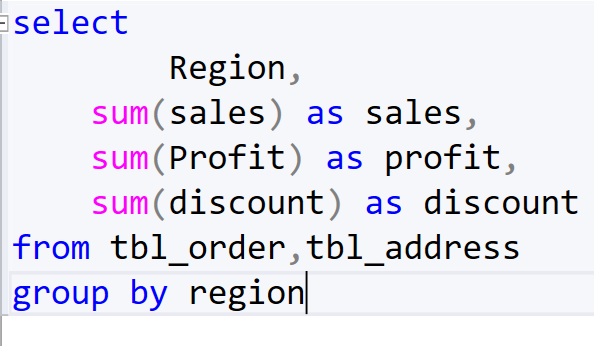 select
Region,
sum(sales) as sales,
sum(Profit) as profit,
sum(discount) as discount
from tbl_order,tbl_address
group by region